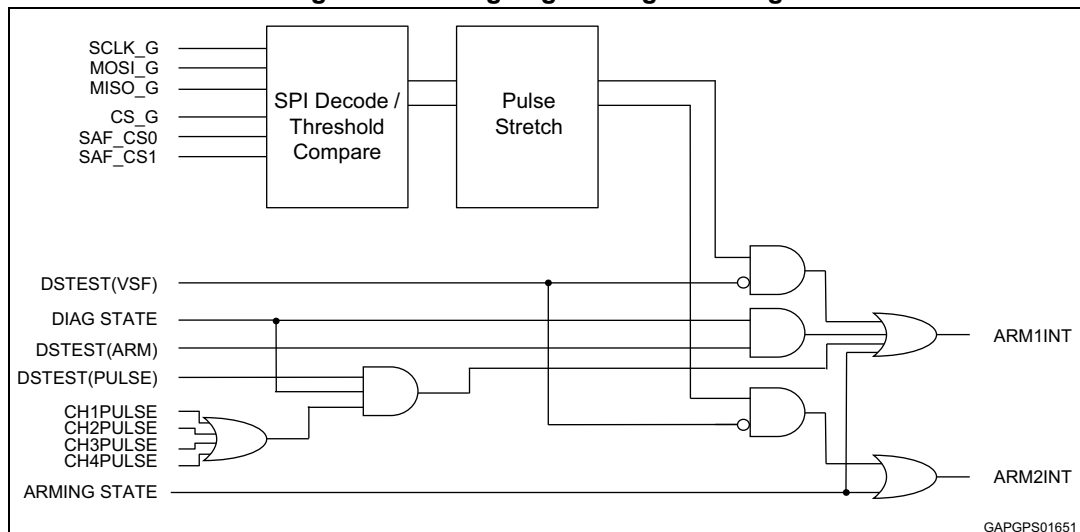 SCLK_G
MOSI_G
MISO_G
CS_G
SAF_CS0
SAF_CS1
SPI Decode /
Threshold
Compare
Pulse
Stretch
DSTEST(VSF)
DIAG STATE
DSTEST(ARM)
DSTEST(PULSE)
CH1PULSE
CH2PULSE
CH3PULSE
CH4PULSE
ARMING STATE
ARM1INT
ARM2INT
GAPGPS01651